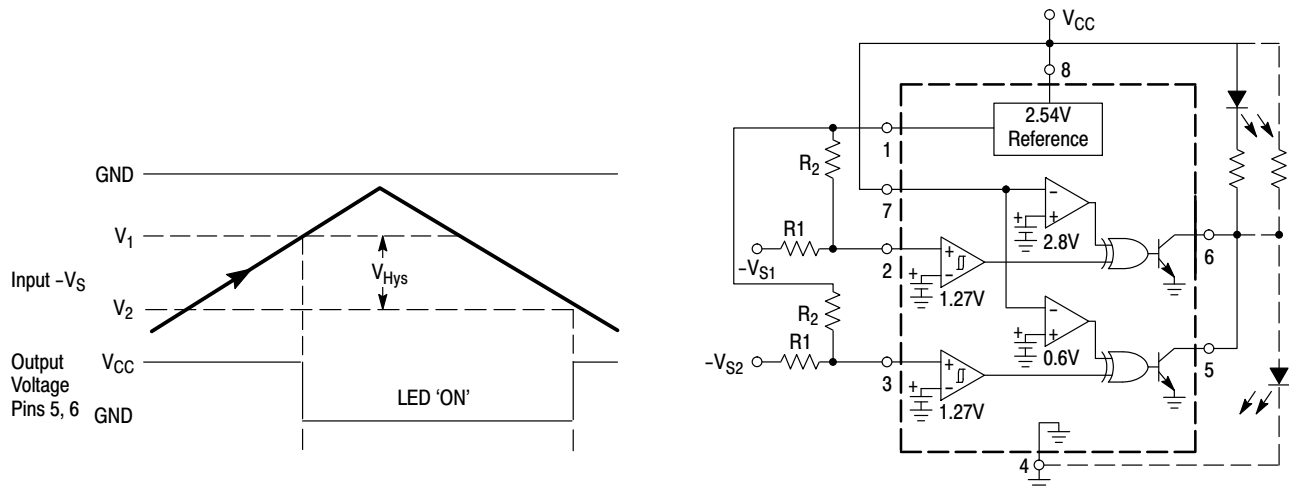 GND
V1
Input –VS
VHys
V2
Output
Voltage
Pins 5, 6
VCC
GND
LED ‘ON’
VCC
8
2.54V
Reference
1
R2
7
–
+
+
2.8V
R1
–VS1
2
+
–
+
1.27V
6
R2
–
+
+
0.6V
R1
–VS2
3
+
–
+
1.27V
5
4